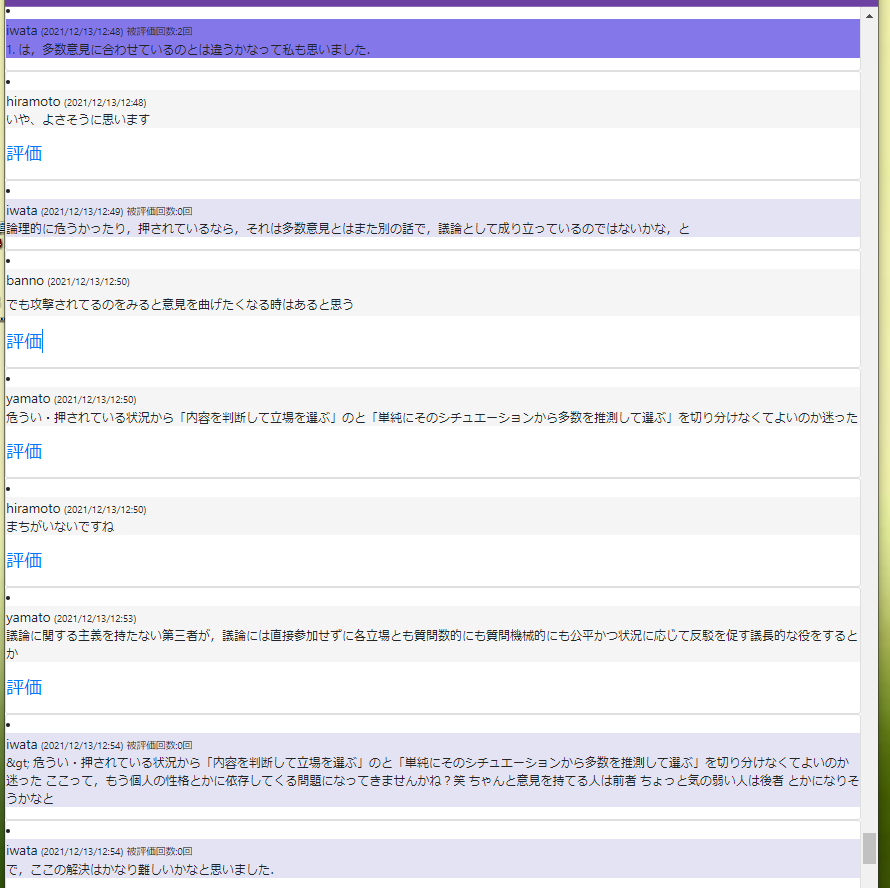 iwata (2021/12/13/12:48) 被評価回数:2回
1. は，多数意見に合わせているのとは違うかなって私も思いました.
hiramoto (2021/12/13/12:48)
いや、よさそうに思います
評価
iwata (2021/12/13/12:49) 被評価回数:0回
論理的に危うかったり，押されているなら，それは多数意見とはまた別の話で，議論として成り立っているのではないかな，と
banno (2021/12/13/12:50)
でも攻撃されてるのをみると意見を曲げたくなる時はあると思う
評価
yamato (2021/12/13/12:50)
危うい・押されている状況から「内容を判断して立場を選ぶ」のと「単純にそのシチュエーションから多数を推測して選ぶ」を切り分けなくてよいのか迷った
評価
hiramoto (2021/12/13/12:50)
まちがいないですね
評価
yamato (2021/12/13/12:53)
議論に関する主義を持たない第三者が，議論には直接参加せずに各立場とも質問数的にも質問機械的にも公平かつ状況に応じて反駁を促す議長的な役をすると
か
評価
iwata (2021/12/13/12:54) 被評価回数:0回
&gt; 危うい・押されている状況から「内容を判断して立場を選ぶ」のと「単純にそのシチュエーションから多数を推測して選ぶ」を切り分けなくてよいのか
迷った ここって，もう個人の性格とかに依存してくる問題になってきませんかね？笑 ちゃんと意見を持てる人は前者 ちょっと気の弱い人は後者 とかになりそ
うかなと
iwata (2021/12/13/12:54) 被評価回数:0回
で，ここの解決はかなり難しいかなと思いました.